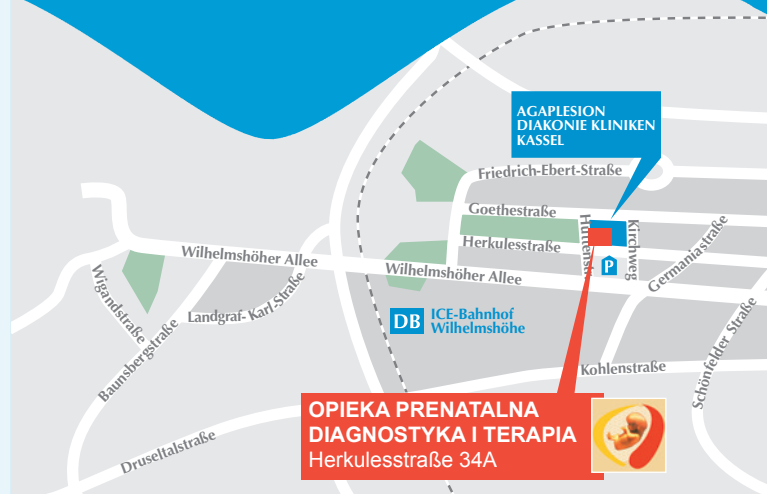 AGAPLESION
DIAKONIE KLINIKEN
KASSEL
Friedrich-Ebert-Straße
Goethestraße
Herkulesstraße
Kirchweg
P
Germaniastraße
Wilhelmshöher Allee
Wilhelmshöher Allee
Wigandstraße
Landgraf-Karl-Straße
Baunsbergstraße
DB
ICE-Bahnhof
Wilhelmshöhe
Schönfelder Straße
Kohlenstraße
Druseltalstraße
OPIEKA PRENATALNA
DIAGNOSTYKA I TERAPIA
Herkulesstraße 34A